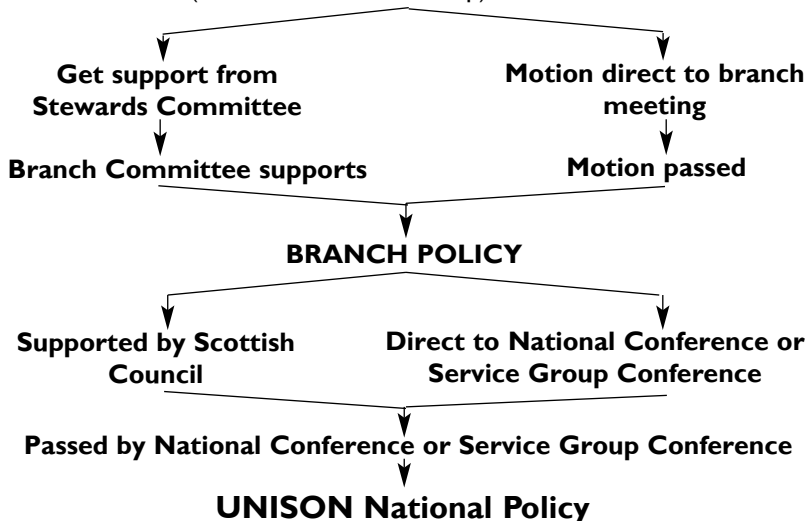 Get support from
Stewards Committee
Motion direct to branch
meeting
Branch Committee supports
Motion passed
BRANCH POLICY
Supported by Scottish
Council
Direct to National Conference or
Service Group Conference
Passed by National Conference or Service Group Conference
UNISON National Policy